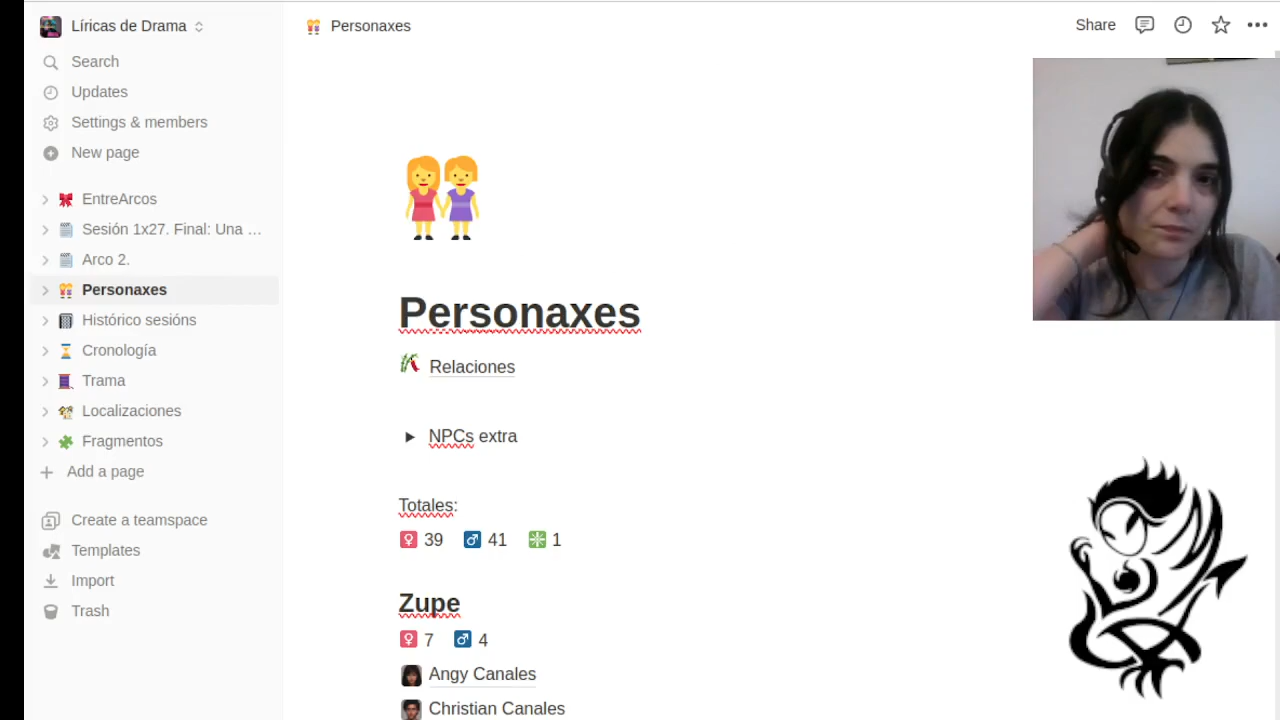 Líricas de Drama
Search
Updates
Settings & members
New page
EntreArcos
Sesión 1x27. Final: Una ...
Arco 2.
Personaxes
Histórico sesións
Cronología
Trama
Localizaciones
Fragmentos
Add a page
Create a teamspace
Templates
Import
Trash
Personaxes
Share
Personaxes
Relaciones
NPCs extra
Totales:
39 41 1
Zupe
7 4
Angy Canales
Christian Canales